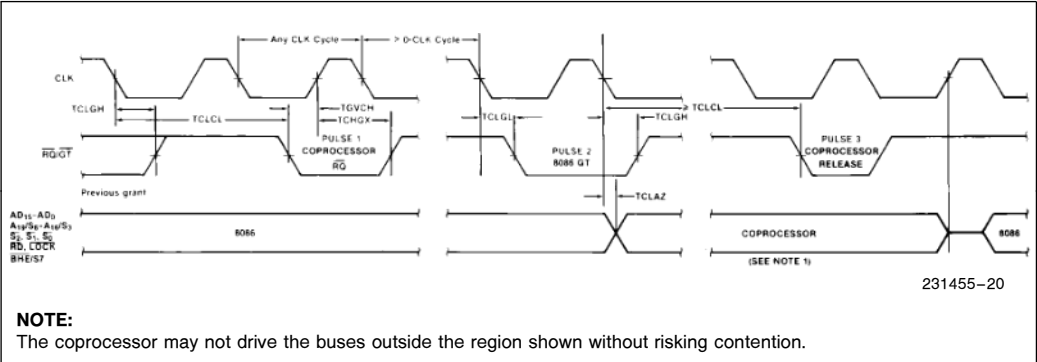 Any CLK Cycle
> 0-CLK Cycle
CLK
TCLGH
TCLCL
TGVCH
TCHGX
TCLGL
≥ TCLCL
TCLGH
RQ/GT
PULSE 1
COPROCESSOR
RQ
PULSE 2
8086 GT
PULSE 3
COPROCESSOR
RELEASE
Previous grant
TCLAZ
AD15-AD0
A19/S6-A16/S3
S2, S1, S0
RD, LOCK
BHE/S7
8086
COPROCESSOR
8086
(SEE NOTE 1)
231455–20
NOTE:
The coprocessor may not drive the buses outside the region shown without risking contention.